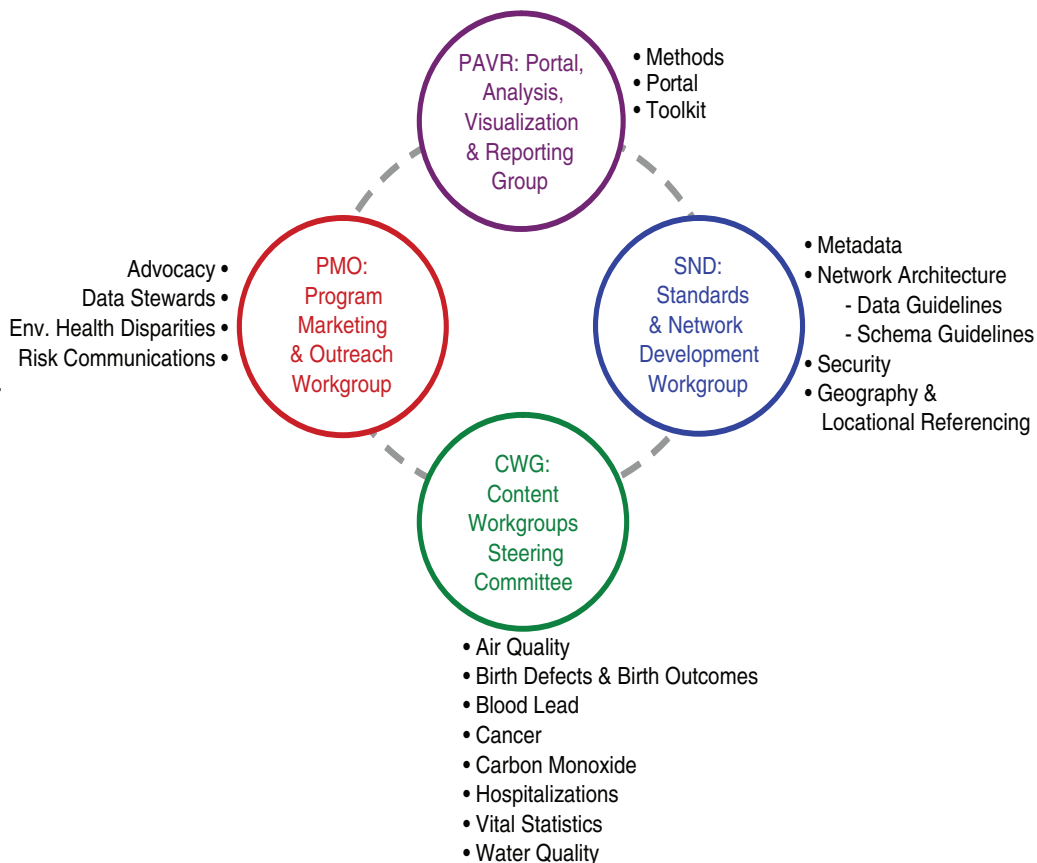 PAVR: Portal,
Analysis,
Visualization
& Reporting
Group
• Methods
• Portal
• Toolkit
Advocacy •
Data Stewards •
Env. Health Disparities •
Risk Communications •
PMO:
Program
Marketing
& Outreach
Workgroup
SND:
Standards
& Network
Development
Workgroup
• Metadata
• Network Architecture
- Data Guidelines
- Schema Guidelines
• Security
• Geography &
Locational Referencing
CWG:
Content
Workgroups
Steering
Committee
• Air Quality
• Birth Defects & Birth Outcomes
• Blood Lead
• Cancer
• Carbon Monoxide
• Hospitalizations
• Vital Statistics
• Water Quality